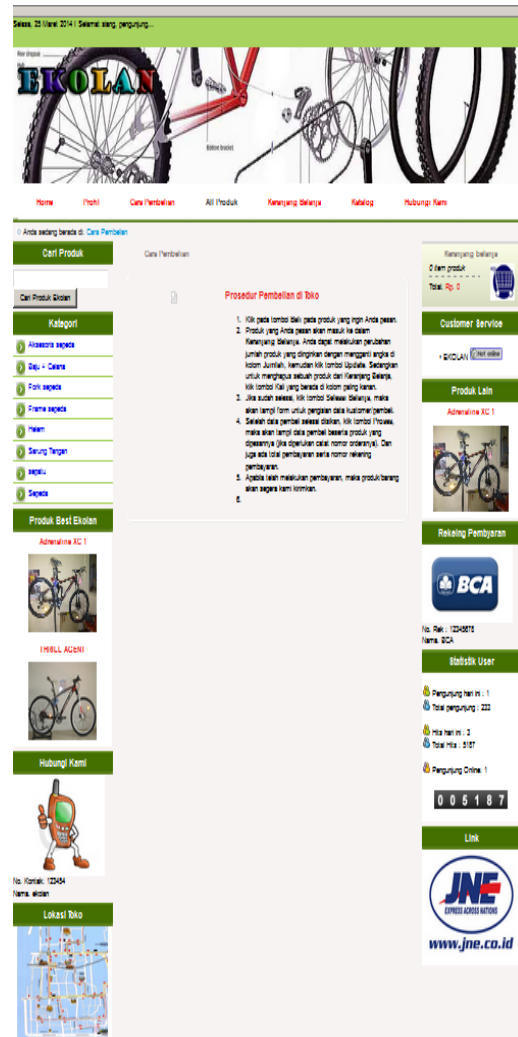 Selasa, 25 Maret 2014 | Selamat siang, pengunjung...
Rear dropout
Hub
EKOLAN
Bottom bracket
Home
Profil
Cara Pembelian
All Produk
Keranjang Belanja
Katalog
Hubungi Kami
Anda sedang berada di: Cara Pembelian
Cari Produk
Cari Produk Ekolan
Kategori
Aksesoris sepeda
Baju + Celana
Fork sepeda
Frame sepeda
Helem
Sarung Tangan
sepatu
Sepeda
Produk Best Ekolan
Adrenaline XC 1
THRILL AGENT
Hubungi Kami
No. Kontak. 123454
Nama. ekolan
Lokasi Toko
Cara Pembelian
Prosedur Pembelian di Toko
1. Klik pada tombol Beli pada produk yang ingin Anda pesan.
2. Produk yang Anda pesan akan masuk ke dalam
Keranjang Belanja. Anda dapat melakukan perubahan
jumlah produk yang diinginkan dengan mengganti angka di
kolom Jumlah, kemudian klik tombol Update. Sedangkan
untuk menghapus sebuah produk dari Keranjang Belanja,
klik tombol Kali yang berada di kolom paling kanan.
3. Jika sudah selesai, klik tombol Selesai Belanja, maka
akan tampil form untuk pengisian data kustomer/pembeli.
4. Setelah data pembeli selesai diisikan, klik tombol Proses,
maka akan tampil data pembeli beserta produk yang
dipesannya (jika diperlukan catat nomor ordernya). Dan
juga ada total pembayaran serta nomor rekening
pembayaran.
5. Apabila telah melakukan pembayaran, maka produk/barang
akan segera kami kirimkan.
6.
Keranjang belanja
0 item produk
Total: Rp. 0
Customer Service
EKOLAN Not online
Produk Lain
Adrenaline XC 1
Rekeing Pembyaran
BCA
No. Rek : 12345678
Nama. BCA
Statistik User
Pengunjung hari ini : 1
Total pengunjung : 233
Hits hari ini : 3
Total Hits : 5187
Pengunjung Online: 1
005187
Link
JNE
EXPRESS ACROSS NATIONS
www.jne.co.id